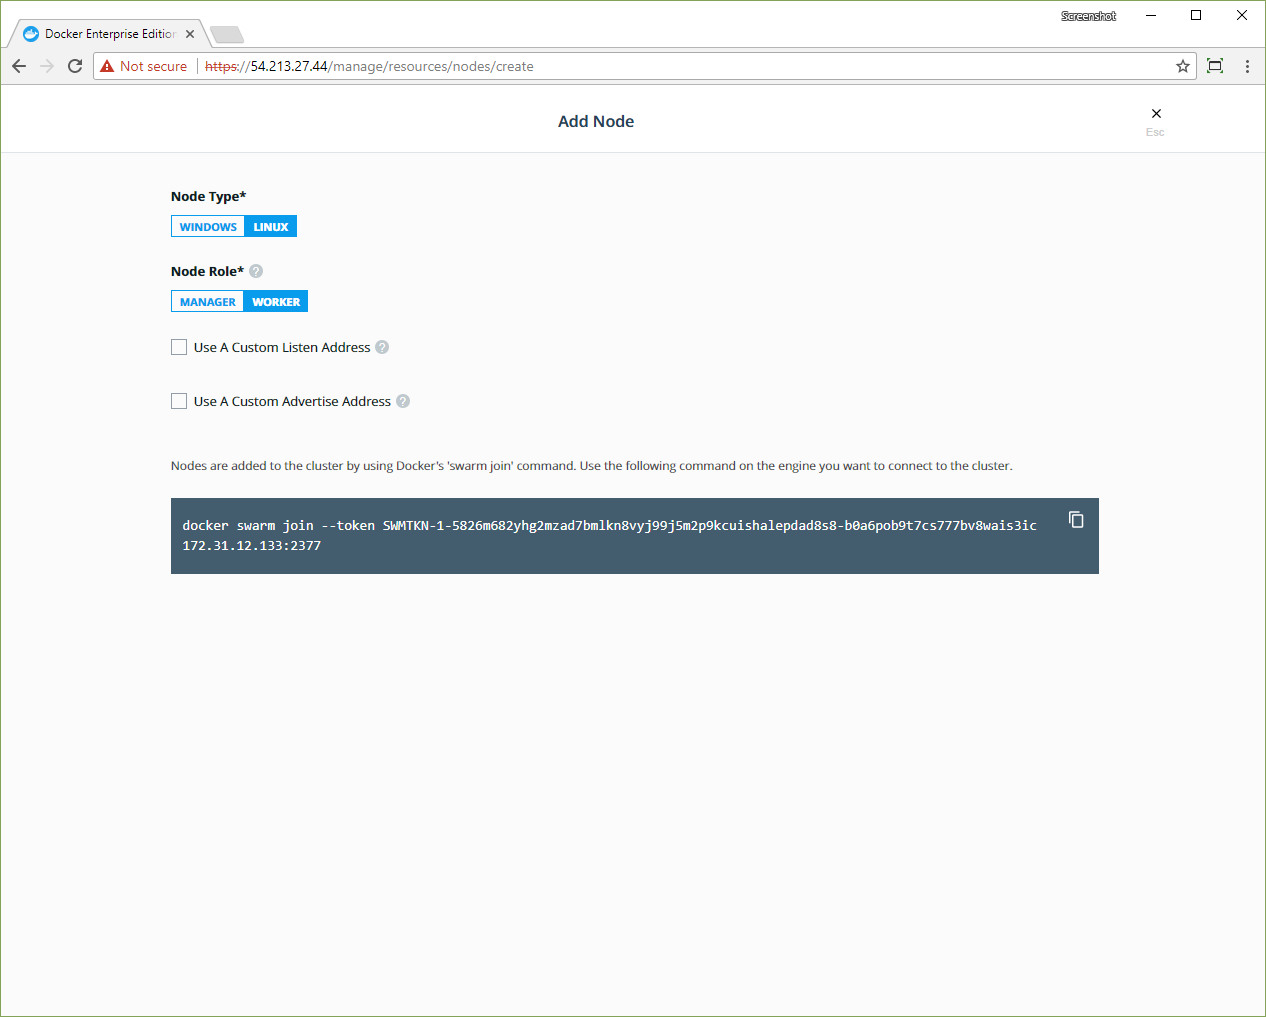 Screenshot
Docker Enterprise Edition
Not secure https://54.213.27.44/manage/resources/nodes/create
Add Node
Esc
Node Type*
WINDOWS LINUX
Node Role* ?
MANAGER WORKER
Use A Custom Listen Address ?
Use A Custom Advertise Address ?
Nodes are added to the cluster by using Docker's 'swarm join' command. Use the following command on the engine you want to connect to the cluster.
docker swarm join --token SWMTKN-1-5826m682yhg2mzad7bmlkn8vyj99j5m2p9kcuishalepdad8s8-b0a6pob9t7cs777bv8wais3ic
172.31.12.133:2377